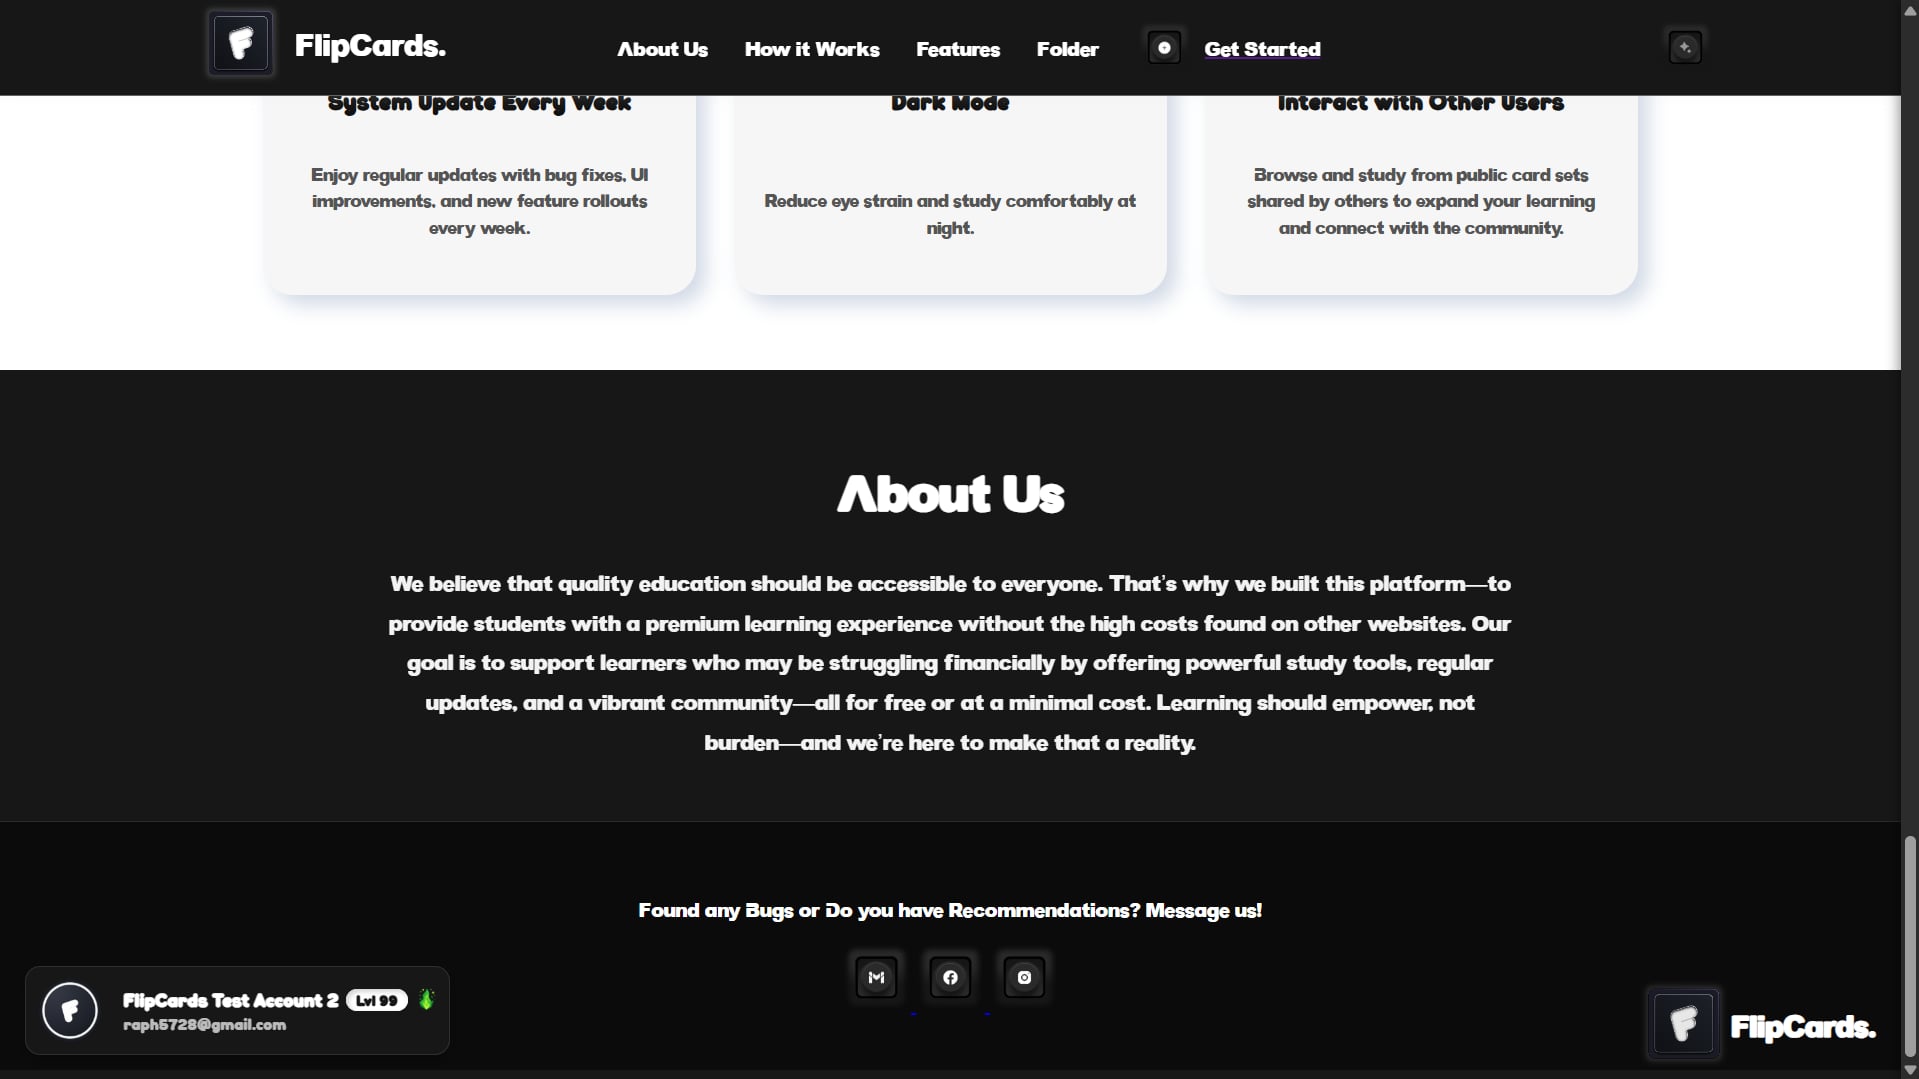 FlipCards.
About Us
How it Works
Features
Folder
Get Started
System Update Every Week
Enjoy regular updates with bug fixes, UI
improvements, and new feature rollouts
every week.
Dark Mode
Reduce eye strain and study comfortably at
night.
Interact with Other Users
Browse and study from public card sets
shared by others to expand your learning
and connect with the community.
About Us
We believe that quality education should be accessible to everyone. That's why we built this platform—to
provide students with a premium learning experience without the high costs found on other websites. Our
goal is to support learners who may be struggling financially by offering powerful study tools, regular
updates, and a vibrant community—all for free or at a minimal cost. Learning should empower, not
burden—and we're here to make that a reality.
Found any Bugs or Do you have Recommendations? Message us!
FlipCards Test Account 2 Lvl 99
raph5728@gmail.com
FlipCards.